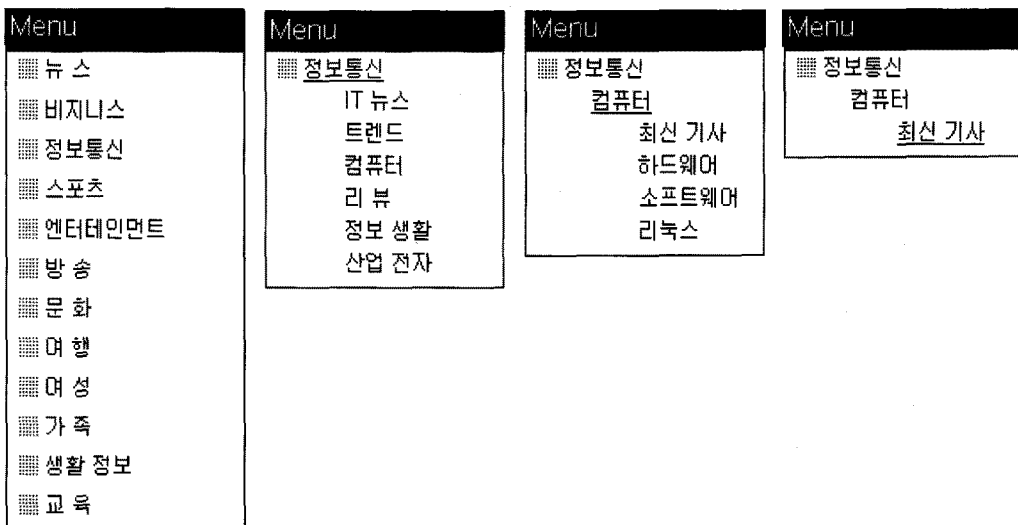 Menu
뉴 스
비지니스
정보통신
스포츠
엔터테인먼트
방 송
문 화
여 행
여 성
가 족
생활 정보
교 육
Menu
정보통신
IT 뉴스
트렌드
컴퓨터
리 뷰
정보 생활
산업 전자
Menu
정보통신
컴퓨터
최신 기사
하드웨어
소프트웨어
리눅스
Menu
정보통신
컴퓨터
최신 기사